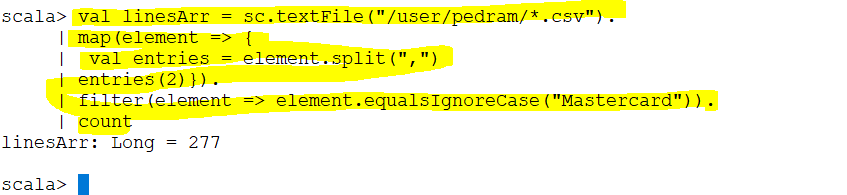 scala> val linesArr = sc.textFile("/user/pedram/*.csv").
| map(element => {
| val entries = element.split(",")
| entries(2)}).
| filter(element => element.equalsIgnoreCase("Mastercard")).
| count
linesArr: Long = 277
scala>